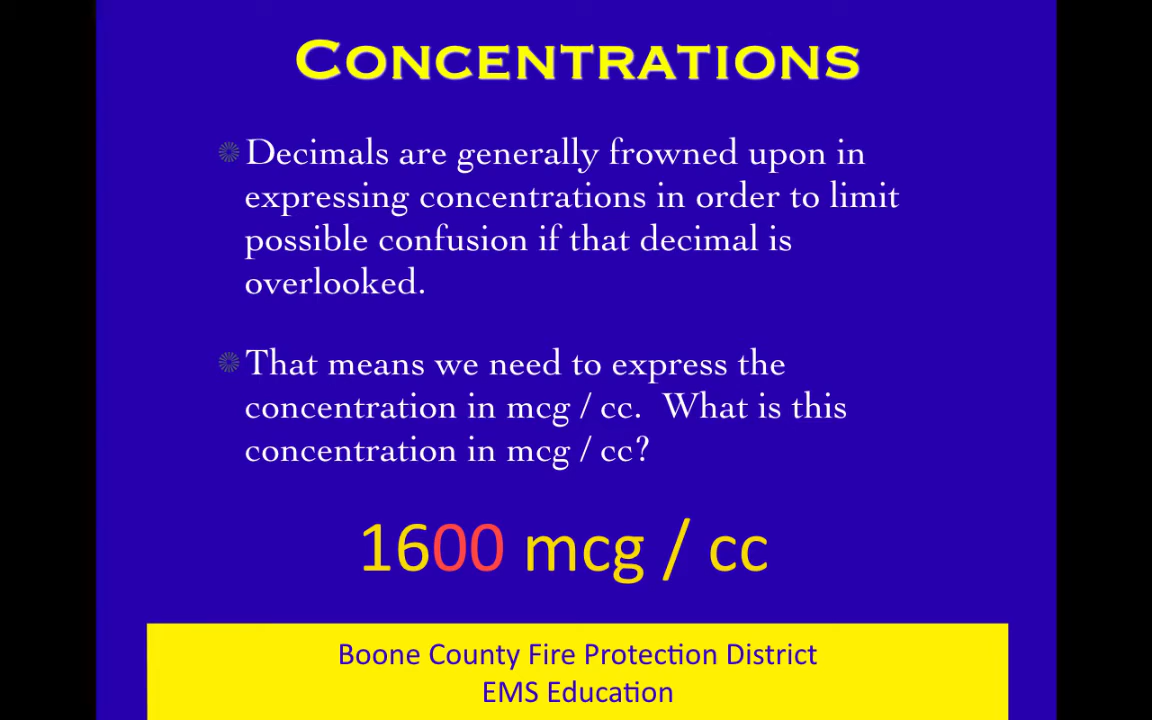 CONCENTRATIONS
Decimals are generally frowned upon in
expressing concentrations in order to limit
possible confusion if that decimal is
overlooked.
That means we need to express the
concentration in mcg / cc. What is this
concentration in mcg / cc?
1600 mcg / cc
Boone County Fire Protection District
EMS Education